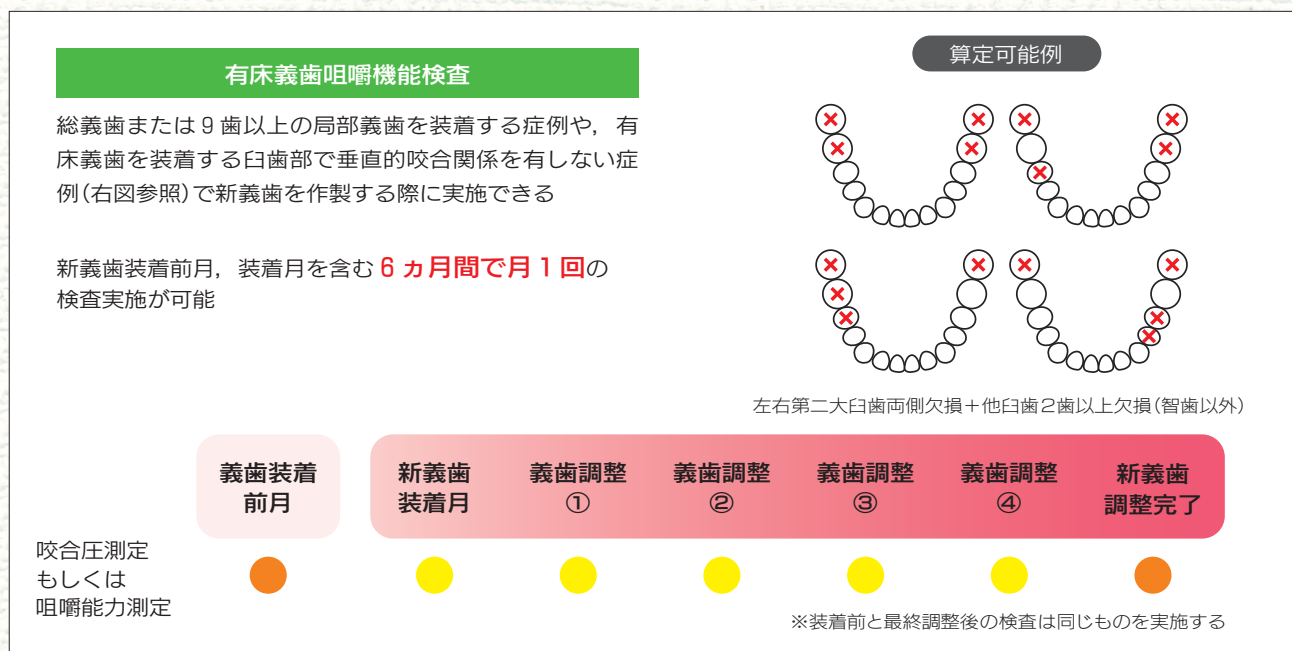 有床義歯咀嚼機能検査
総義歯または9歯以上の局部義歯を装着する症例や，有
床義歯を装着する臼歯部で垂直的咬合関係を有しない症
例(右図参照)で新義歯を作製する際に実施できる
新義歯装着前月，装着月を含む6ヵ月間で月1回の
検査実施が可能
算定可能例
左右第二大臼歯両側欠損＋他臼歯2歯以上欠損(智歯以外)
義歯装着
前月
新義歯
装着月
義歯調整
①
義歯調整
②
義歯調整
③
義歯調整
④
新義歯
調整完了
咬合圧測定
もしくは
咀嚼能力測定
※装着前と最終調整後の検査は同じものを実施する